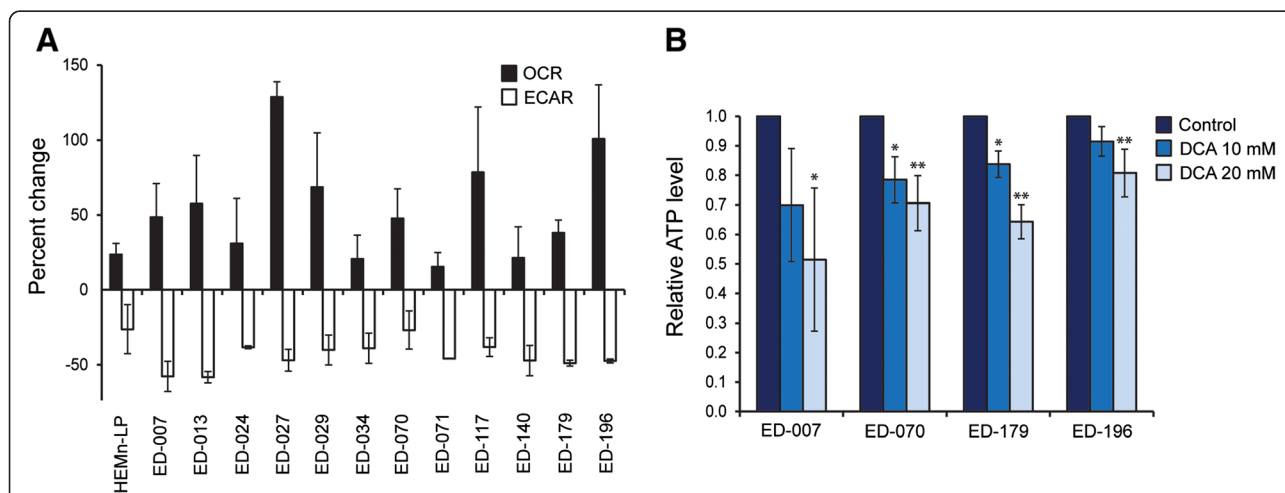 A
150
100
50
0
-50
Percent change
OCR
ECAR
HEMn-LP
ED-007
ED-013
ED-024
ED-027
ED-029
ED-034
ED-070
ED-071
ED-117
ED-140
ED-179
ED-196
B
1.0
0.9
0.8
0.7
0.6
0.5
0.4
0.3
0.2
0.1
0.0
Relative ATP level
*
* **
* **
**
Control
DCA 10 mM
DCA 20 mM
ED-007 ED-070 ED-179 ED-196